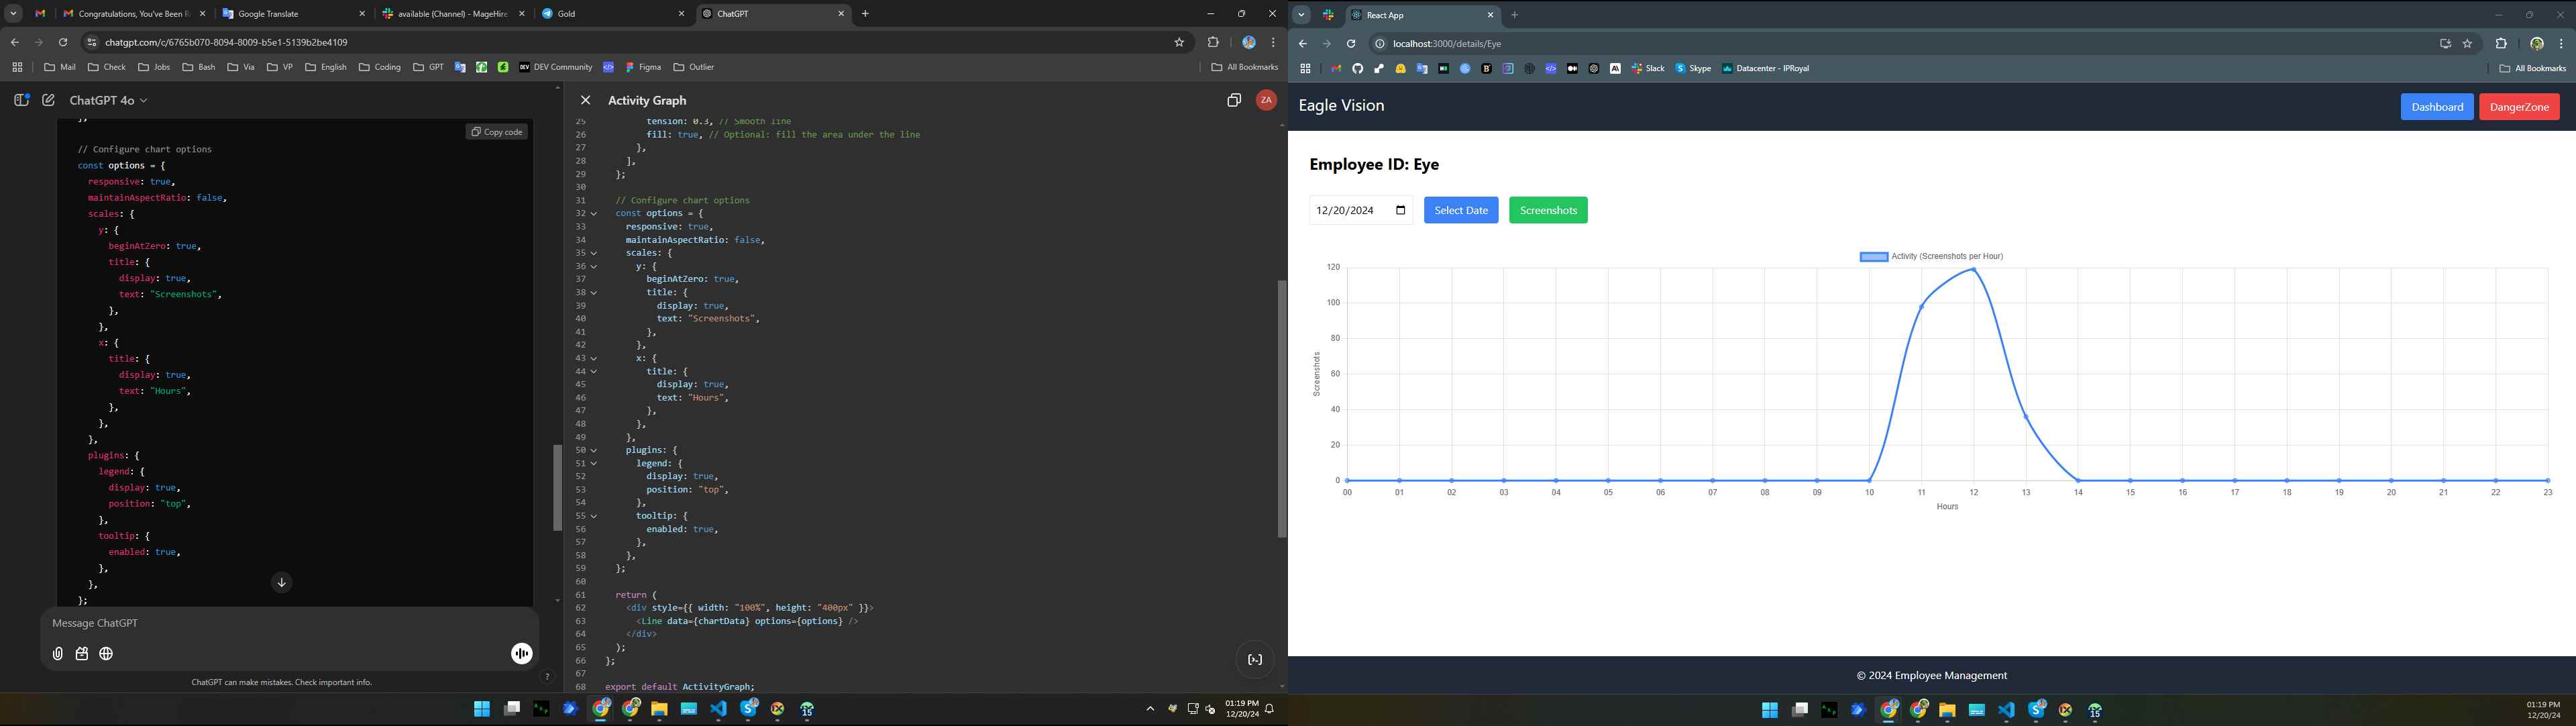 Congratulations, You've Been R
Google Translate
available (Channel) - MageHire
Gold
ChatGPT
chatgpt.com/c/6765b070-8094-8009-b5e1-5139b2be4109
Mail
Check
Jobs
Bash
Via
VP
English
Coding
GPT
DEV Community
Figma
Outlier
All Bookmarks
ChatGPT 4o
Copy code
// Configure chart options
const options = {
responsive: true,
maintainAspectRatio: false,
scales: {
y: {
beginAtZero: true,
title: {
display: true,
text: "Screenshots",
},
},
x: {
title: {
display: true,
text: "Hours",
},
},
},
plugins: {
legend: {
display: true,
position: "top",
},
tooltip: {
enabled: true,
},
},
};
Message ChatGPT
ChatGPT can make mistakes. Check important info.
?
Activity Graph
ZA
25 tension: 0.3, // Smooth line
26 fill: true, // Optional: fill the area under the line
27 },
28 ],
29 };
30
31 // Configure chart options
32 const options = {
33 responsive: true,
34 maintainAspectRatio: false,
35 scales: {
36 y: {
37 beginAtZero: true,
38 title: {
39 display: true,
40 text: "Screenshots",
41 },
42 },
43 x: {
44 title: {
45 display: true,
46 text: "Hours",
47 },
48 },
49 },
50 plugins: {
51 legend: {
52 display: true,
53 position: "top",
54 },
55 tooltip: {
56 enabled: true,
57 },
58 },
59 };
60
61 return (
62 <div style={{ width: "100%", height: "400px" }}>
63 <Line data={chartData} options={options} />
64 </div>
65 );
66 };
67
68 export default ActivityGraph;
01:19 PM
12/20/24
React App
localhost:3000/details/Eye
Slack
Skype
Datacenter - IPRoyal
All Bookmarks
Eagle Vision
Dashboard
DangerZone
Employee ID: Eye
12/20/2024
Select Date
Screenshots
Activity (Screenshots per Hour)
120
100
80
60
40
20
0
Screenshots
00 01 02 03 04 05 06 07 08 09 10 11 12 13 14 15 16 17 18 19 20 21 22 23
Hours
© 2024 Employee Management
01:19 PM
12/20/24